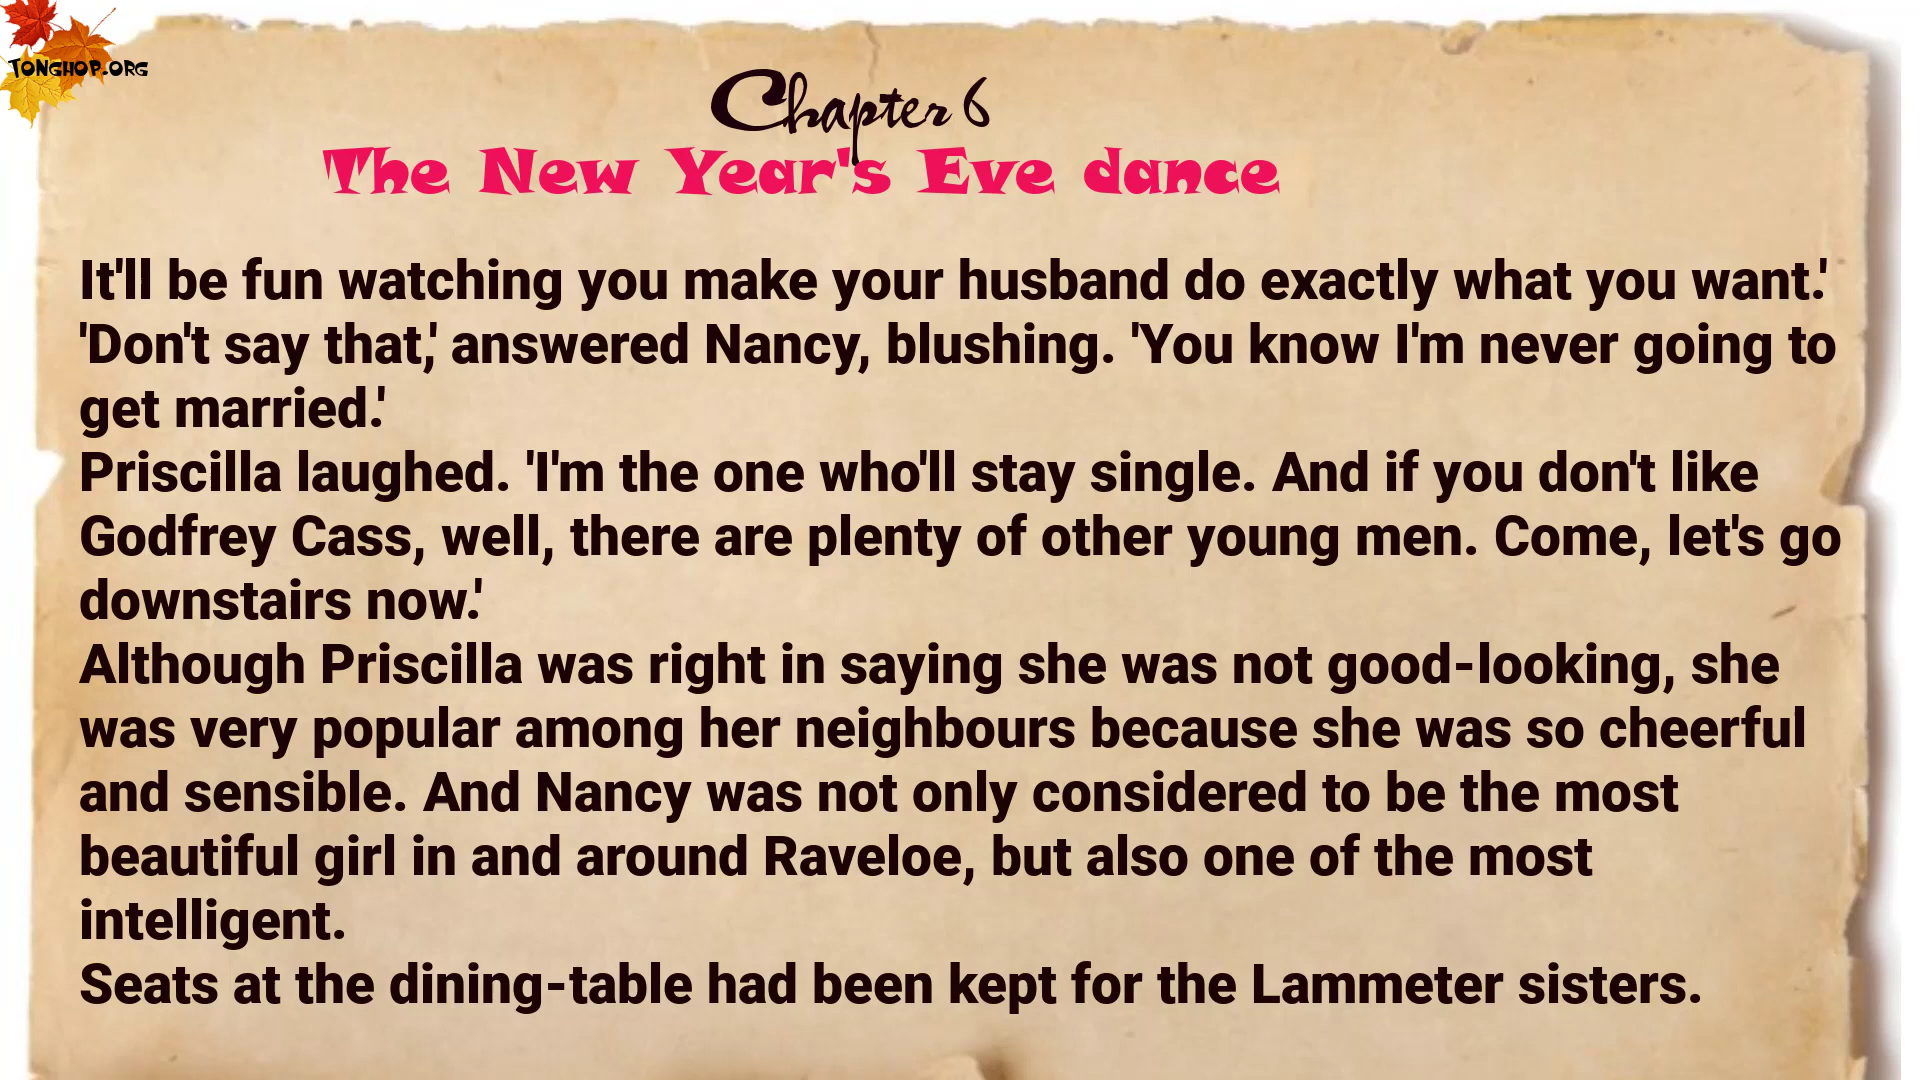 TONGHOP.ORG
Chapter 6
The New Year's Eve dance
It'll be fun watching you make your husband do exactly what you want.'
'Don't say that,' answered Nancy, blushing. 'You know I'm never going to
get married.'
Priscilla laughed. 'I'm the one who'll stay single. And if you don't like
Godfrey Cass, well, there are plenty of other young men. Come, let's go
downstairs now.'
Although Priscilla was right in saying she was not good-looking, she
was very popular among her neighbours because she was so cheerful
and sensible. And Nancy was not only considered to be the most
beautiful girl in and around Raveloe, but also one of the most
intelligent.
Seats at the dining-table had been kept for the Lammeter sisters.